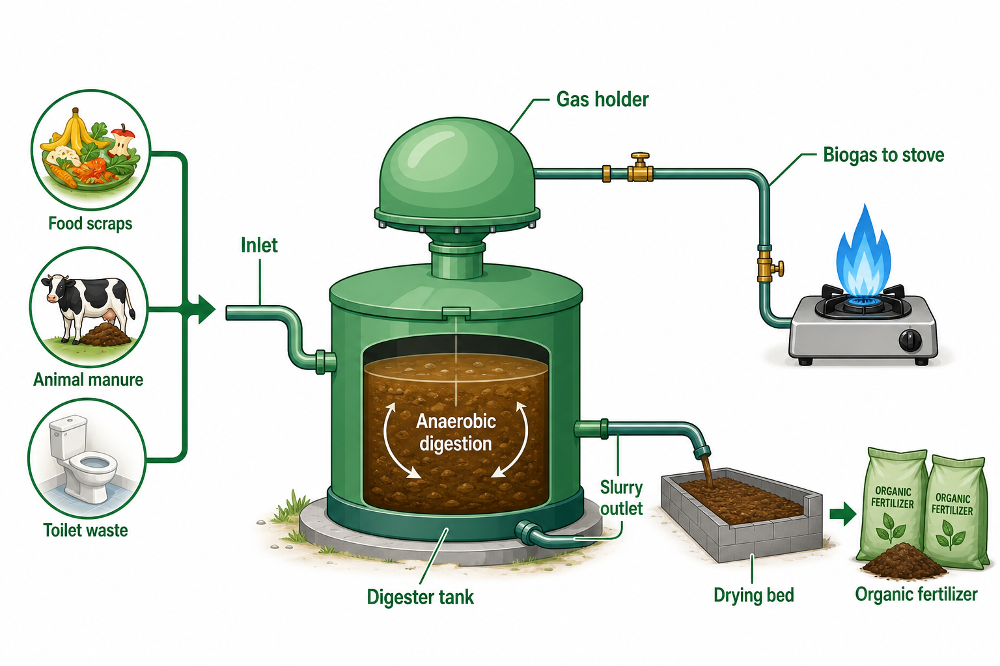 Gas holder
Biogas to stove
Food scraps
Inlet
Animal manure
Anaerobic
digestion
Toilet waste
Slurry
outlet
ORGANIC
FERTILIZER
ORGANIC
FERTILIZER
Digester tank
Drying bed
Organic fertilizer